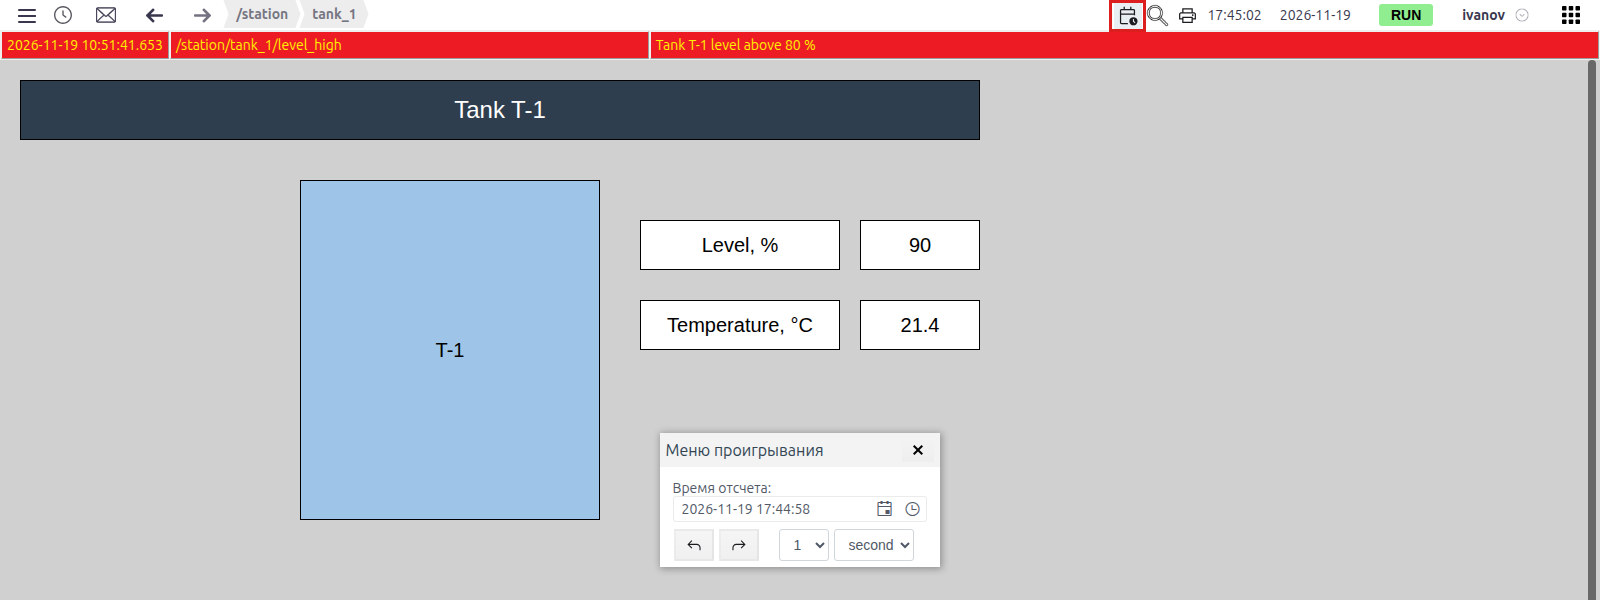 /station tank_1 17:45:02 2026-11-19 RUN ivanov
2026-11-19 10:51:41.653 /station/tank_1/level_high Tank T-1 level above 80 %
Tank T-1
Level, % 90
Temperature, °C 21.4
T-1
Меню проигрывания
Время отсчета:
2026-11-19 17:44:58
1 second